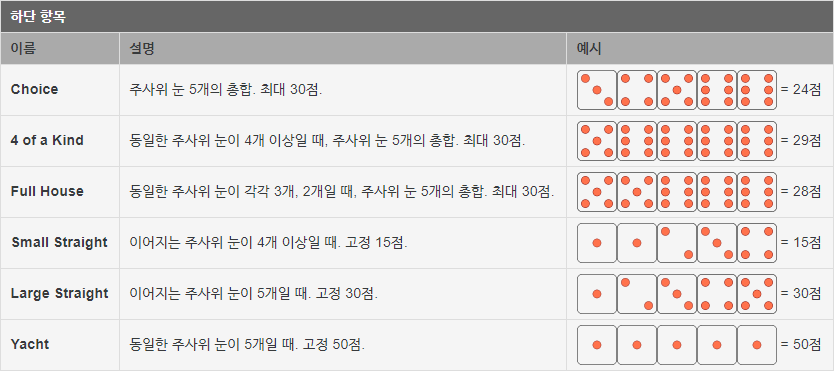 하단 항목
이름 설명 예시
Choice 주사위 눈 5개의 총합. 최대 30점. = 24점
4 of a Kind 동일한 주사위 눈이 4개 이상일 때, 주사위 눈 5개의 총합. 최대 30점. = 29점
Full House 동일한 주사위 눈이 각각 3개, 2개일 때, 주사위 눈 5개의 총합. 최대 30점. = 28점
Small Straight 이어지는 주사위 눈이 4개 이상일 때. 고정 15점. = 15점
Large Straight 이어지는 주사위 눈이 5개일 때. 고정 30점. = 30점
Yacht 동일한 주사위 눈이 5개일 때. 고정 50점. = 50점